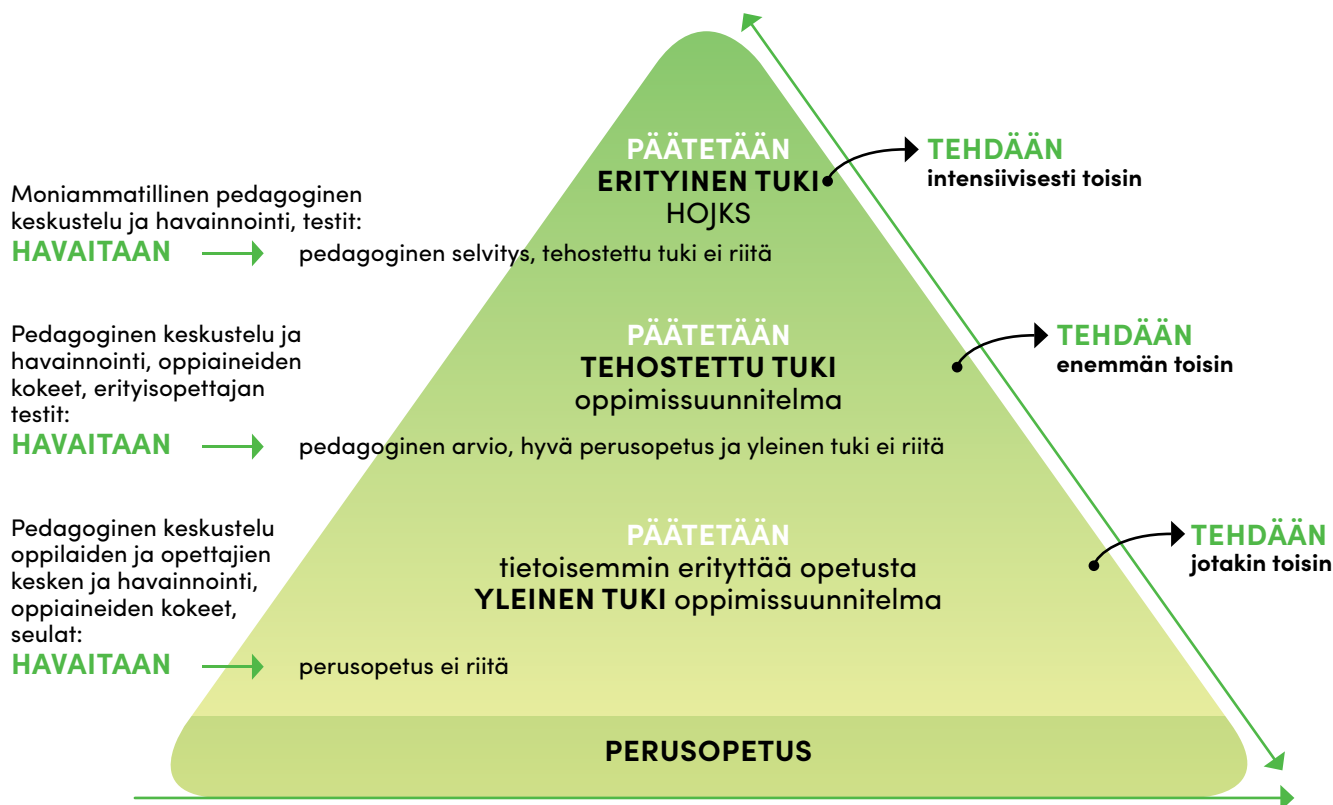 PÄÄTETÄÄN
ERITYINEN TUKI
HOJKS
TEHDÄÄN
intensiivisesti toisin
Moniammatillinen pedagoginen
keskustelu ja havainnointi, testit:
HAVAITAAN
pedagoginen selvitys, tehostettu tuki ei riitä
PÄÄTETÄÄN
TEHOSTETTU TUKI
oppimissuunnitelma
TEHDÄÄN
enemmän toisin
Pedagoginen keskustelu ja
havainnointi, oppiaineiden
kokeet, erityisopettajan
testit:
HAVAITAAN
pedagoginen arvio, hyvä perusopetus ja yleinen tuki ei riitä
PÄÄTETÄÄN
tietoisemmin erityttää opetusta
YLEINEN TUKI oppimissuunnitelma
TEHDÄÄN
jotakin toisin
Pedagoginen keskustelu
oppilaiden ja opettajien
kesken ja havainnointi,
oppiaineiden kokeet,
seulat:
HAVAITAAN
perusopetus ei riitä
PERUSOPETUS